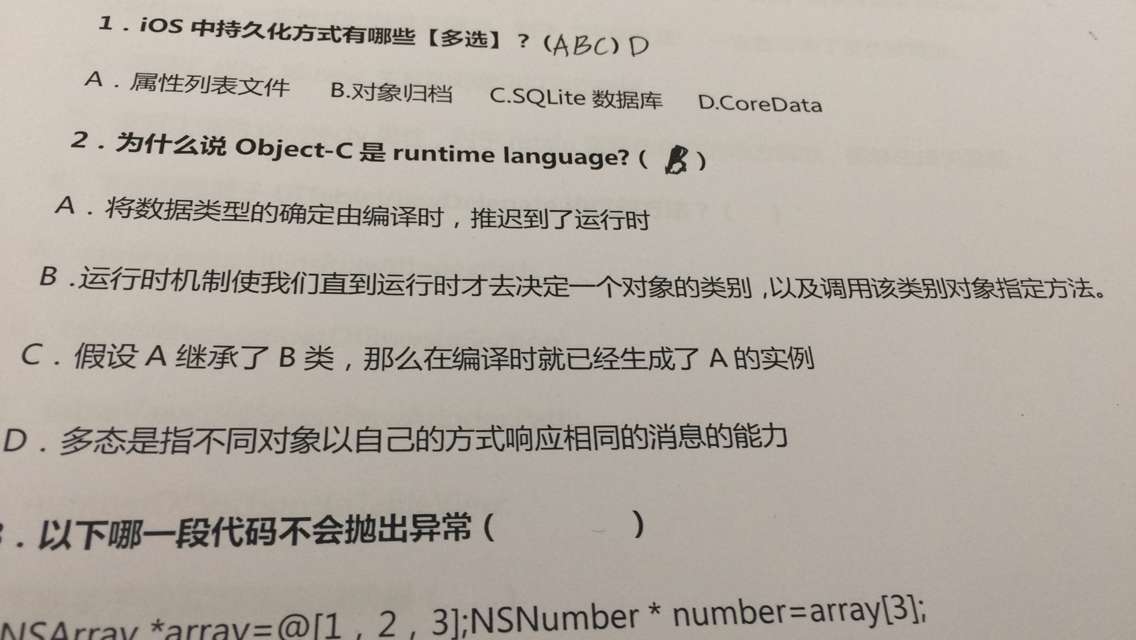 1．iOS 中持久化方式有哪些【多选】？(ABC)D
A．属性列表文件 B.对象归档 C.SQLite 数据库 D.CoreData
2．为什么说 Object-C 是 runtime language?( B )
A．将数据类型的确定由编译时，推迟到了运行时
B .运行时机制使我们直到运行时才去决定一个对象的类别 ,以及调用该类别对象指定方法。
C．假设 A 继承了 B 类，那么在编译时就已经生成了 A 的实例
D．多态是指不同对象以自己的方式响应相同的消息的能力
．以下哪一段代码不会抛出异常 ( )
NSArray *array=@[1，2，3];NSNumber * number=array[3];